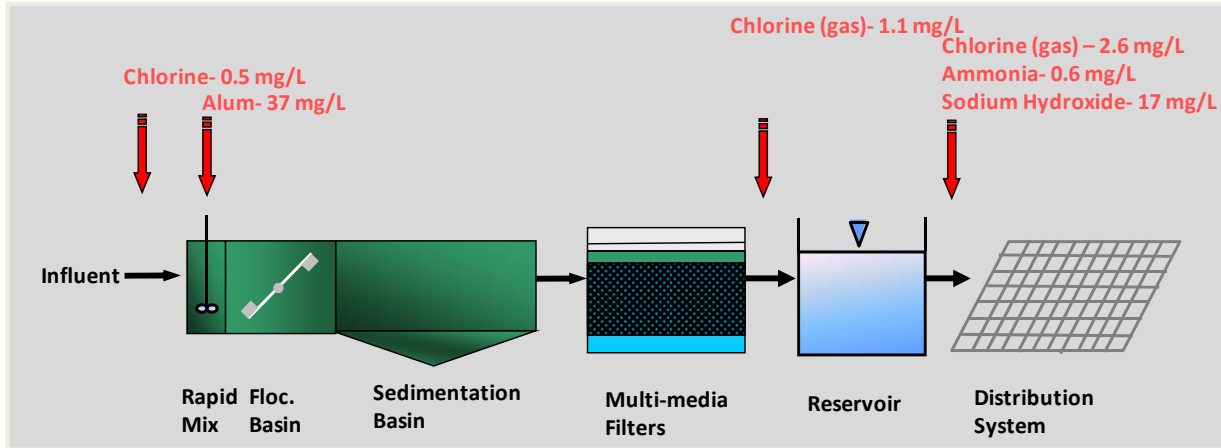 Chlorine (gas)- 1.1 mg/L
Chlorine (gas) – 2.6 mg/L
Ammonia- 0.6 mg/L
Sodium Hydroxide- 17 mg/L
Chlorine- 0.5 mg/L
Alum- 37 mg/L
Influent
Rapid Mix
Floc. Basin
Sedimentation
Basin
Multi-media
Filters
Reservoir
Distribution
System